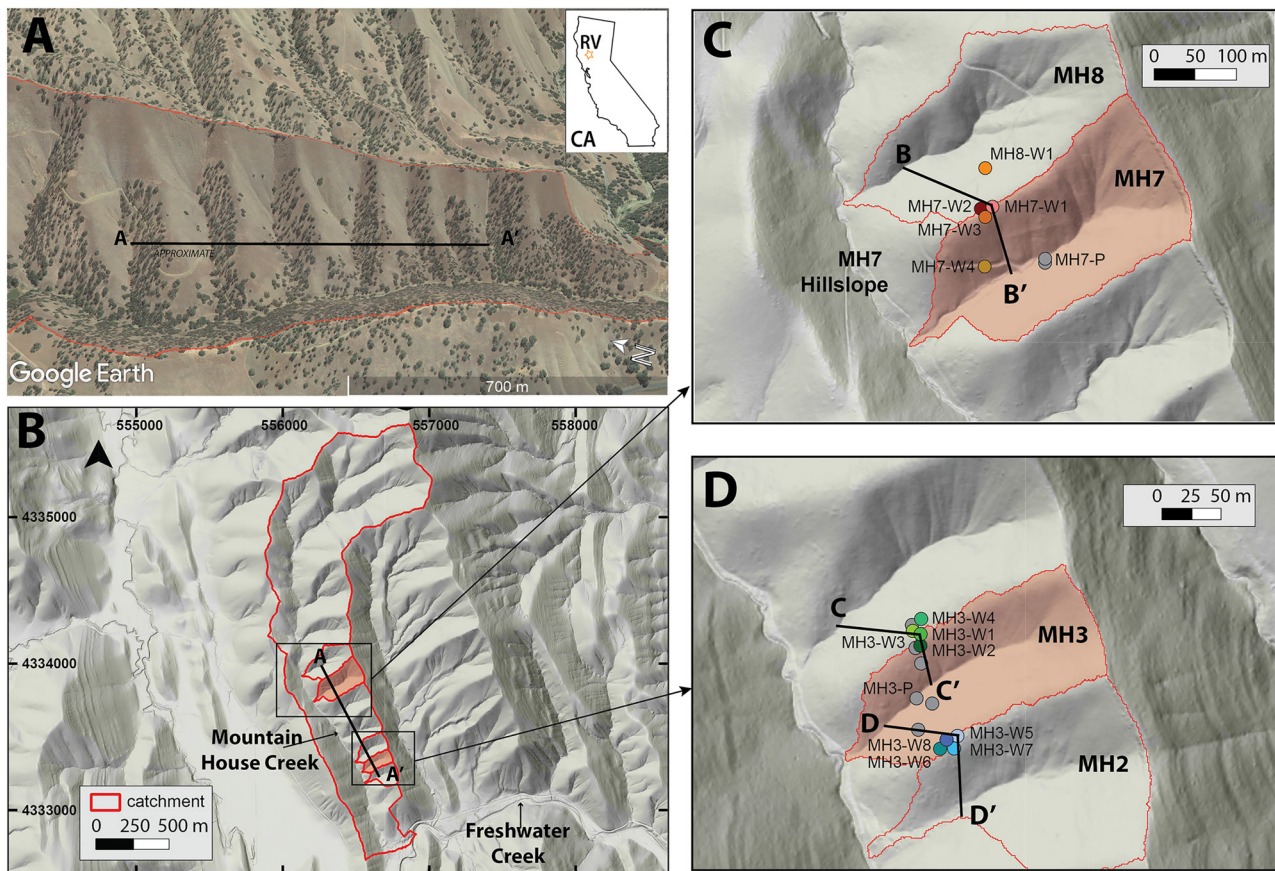 A
RV
CA
A
A'
APPROXIMATE
Google Earth
700 m
N
B
555000
556000
557000
558000
4335000
4334000
4333000
A
A'
Mountain
House Creek
Freshwater
Creek
catchment
0 250 500 m
C
0 50 100 m
MH8
MH7
B
MH8-W1
MH7-W2
MH7-W1
MH7-W3
MH7
Hillslope
MH7-W4
MH7-P
B'
D
0 25 50 m
C
MH3-W4
MH3-W1
MH3-W3
MH3-W2
MH3
C'
MH3-P
D
MH3-W5
MH3-W8
MH3-W7
MH3-W6
MH2
D'